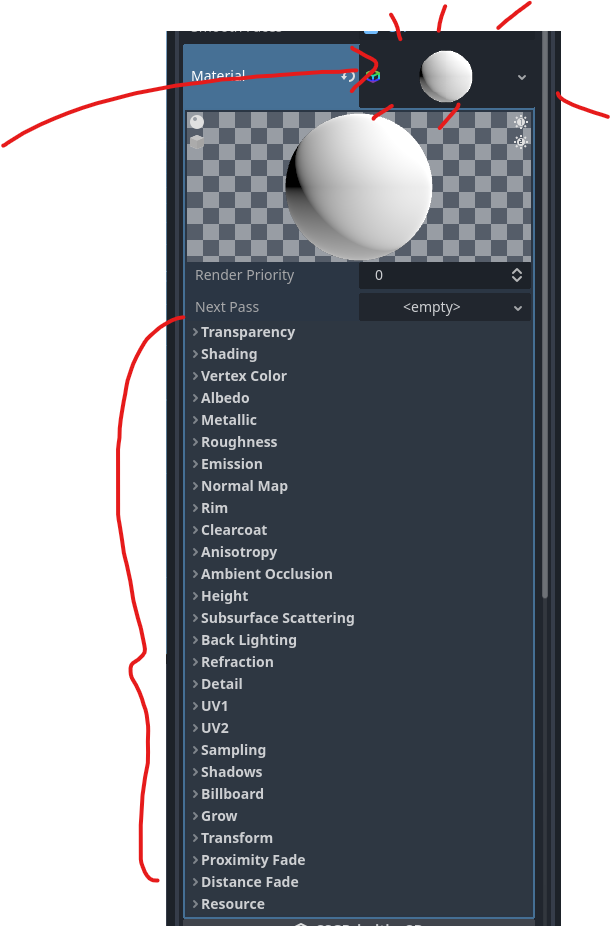 Material
Render Priority 0
Next Pass <empty>
Transparency
Shading
Vertex Color
Albedo
Metallic
Roughness
Emission
Normal Map
Rim
Clearcoat
Anisotropy
Ambient Occlusion
Height
Subsurface Scattering
Back Lighting
Refraction
Detail
UV1
UV2
Sampling
Shadows
Billboard
Grow
Transform
Proximity Fade
Distance Fade
Resource